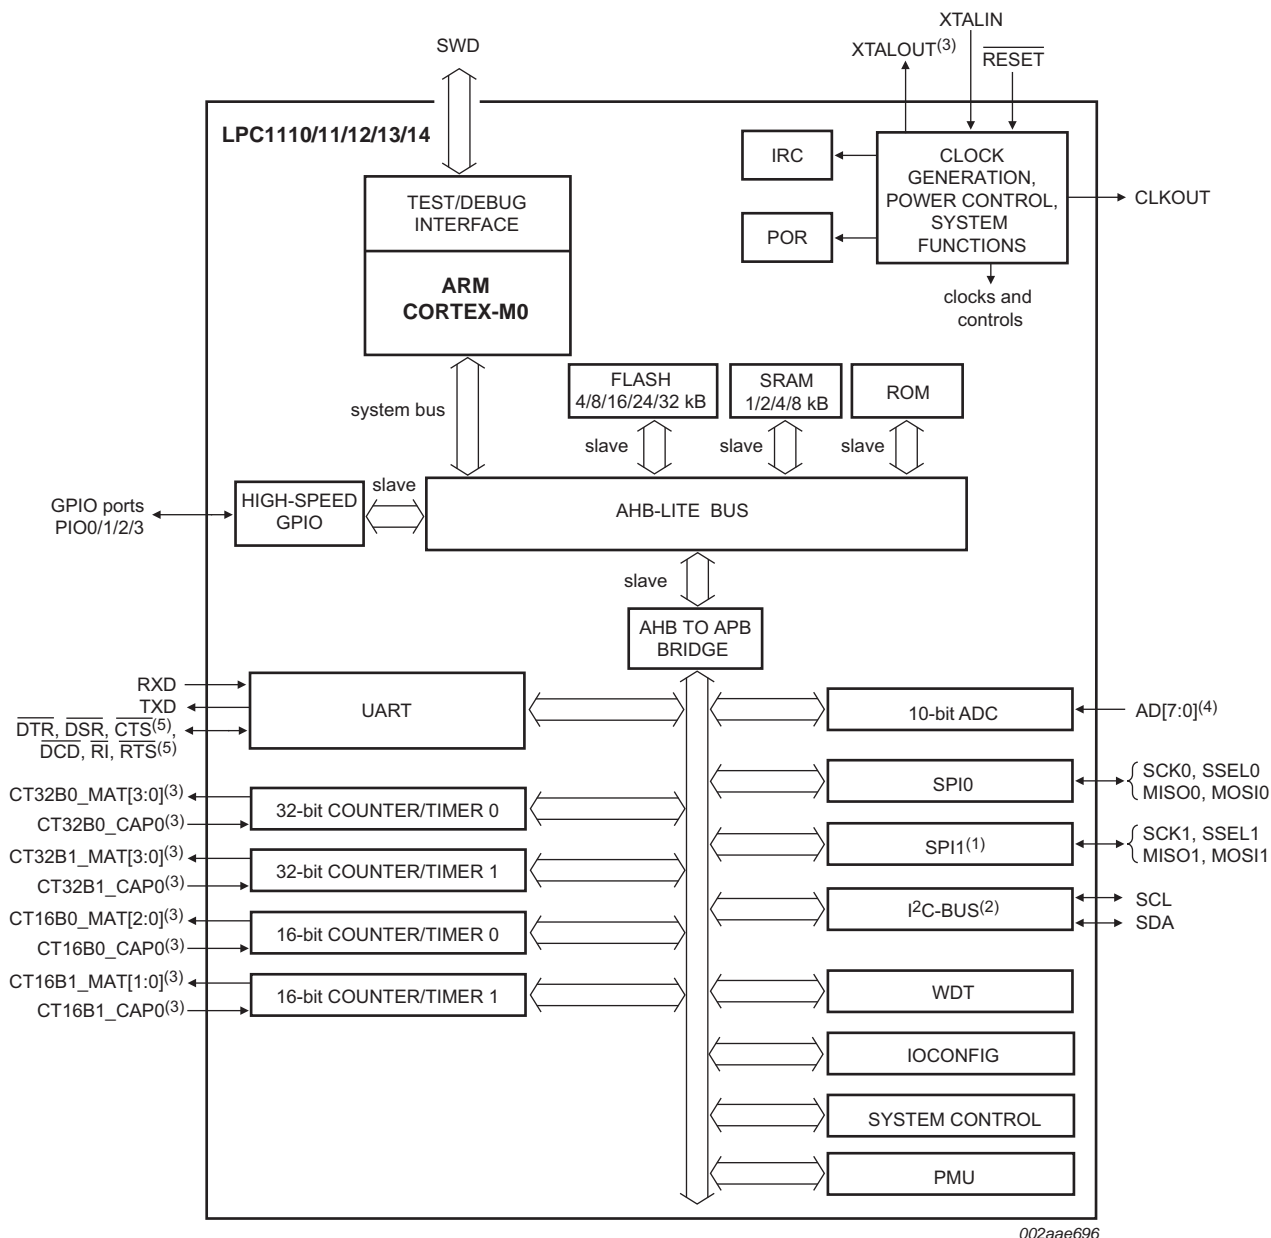 XTALIN
SWD
XTALOUT(3)
RESET
LPC1110/11/12/13/14
IRC
POR
CLOCK
GENERATION,
POWER CONTROL,
SYSTEM
FUNCTIONS
CLKOUT
clocks and
controls
TEST/DEBUG
INTERFACE
ARM
CORTEX-M0
system bus
FLASH
4/8/16/24/32 kB
SRAM
1/2/4/8 kB
ROM
slave
slave
slave
GPIO ports
PIO0/1/2/3
HIGH-SPEED
GPIO
slave
AHB-LITE BUS
slave
AHB TO APB
BRIDGE
RXD
TXD
DTR, DSR, CTS(5),
DCD, RI, RTS(5)
UART
10-bit ADC
AD[7:0](4)
SPI0
SCK0, SSEL0
MISO0, MOSI0
CT32B0_MAT[3:0](3)
CT32B0_CAP0(3)
32-bit COUNTER/TIMER 0
SPI1(1)
SCK1, SSEL1
MISO1, MOSI1
CT32B1_MAT[3:0](3)
CT32B1_CAP0(3)
32-bit COUNTER/TIMER 1
I2C-BUS(2)
SCL
SDA
CT16B0_MAT[2:0](3)
CT16B0_CAP0(3)
16-bit COUNTER/TIMER 0
CT16B1_MAT[1:0](3)
CT16B1_CAP0(3)
16-bit COUNTER/TIMER 1
WDT
IOCONFIG
SYSTEM CONTROL
PMU
002aae696